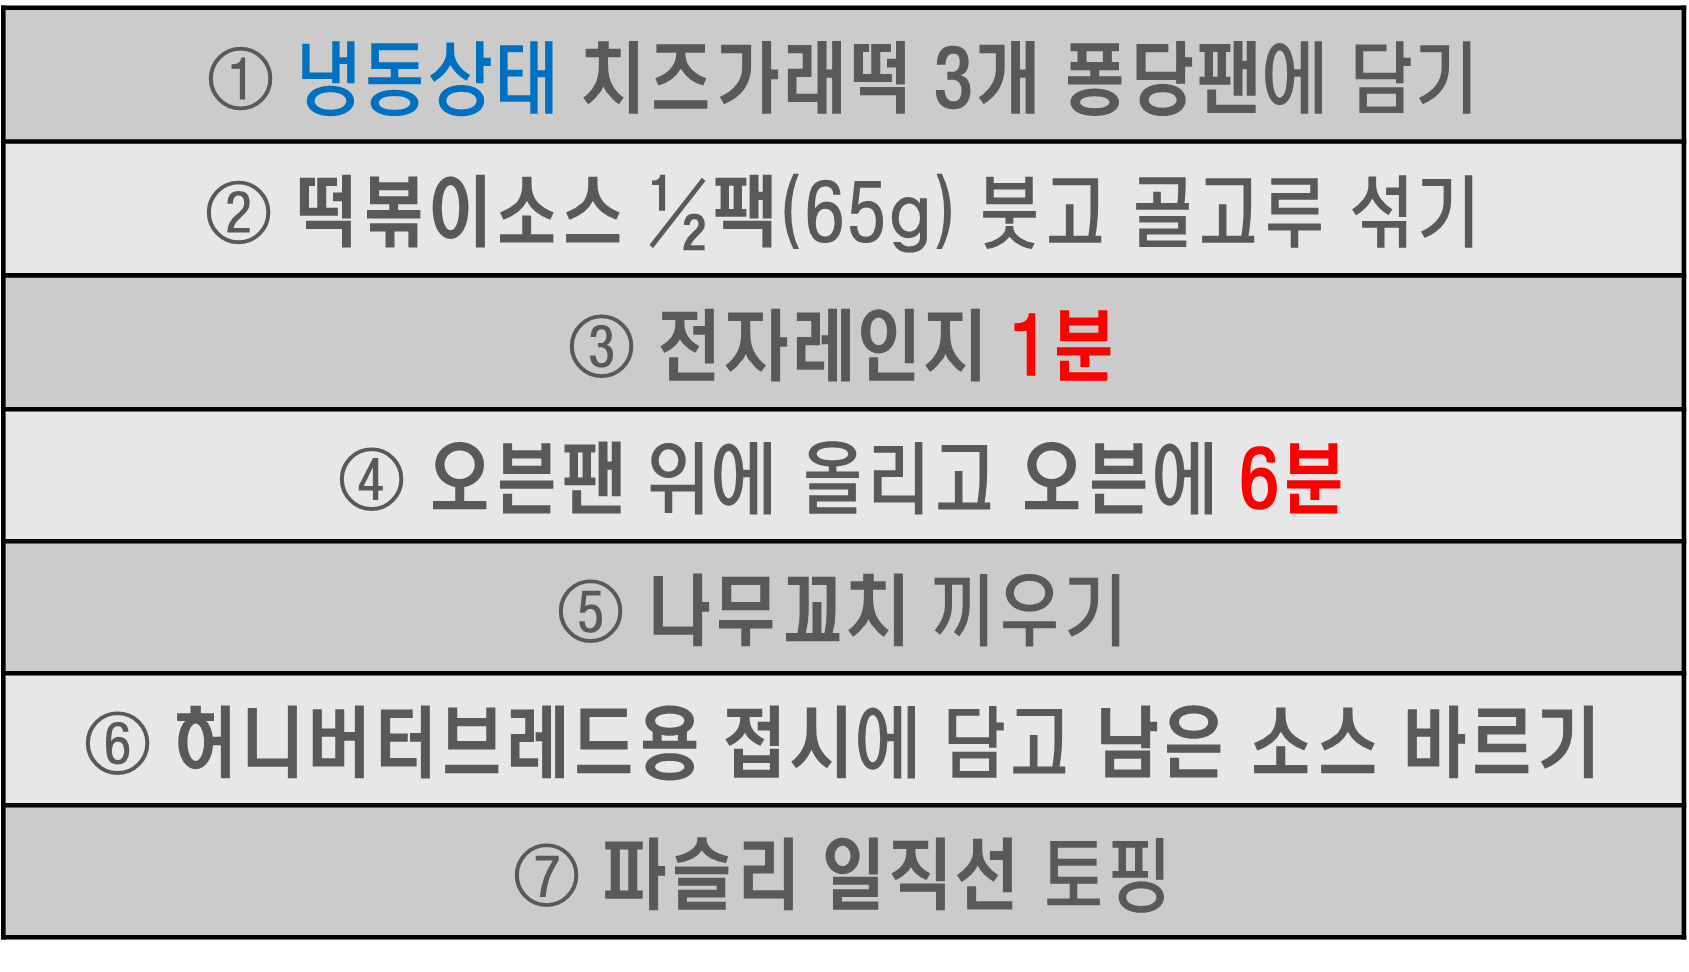 ① 냉동상태 치즈가래떡 3개 퐁당팬에 담기
② 떡볶이소스 ½팩(65g) 붓고 골고루 섞기
③ 전자레인지 1분
④ 오븐팬 위에 올리고 오븐에 6분
⑤ 나무꼬치 끼우기
⑥ 허니버터브레드용 접시에 담고 남은 소스 바르기
⑦ 파슬리 일직선 토핑